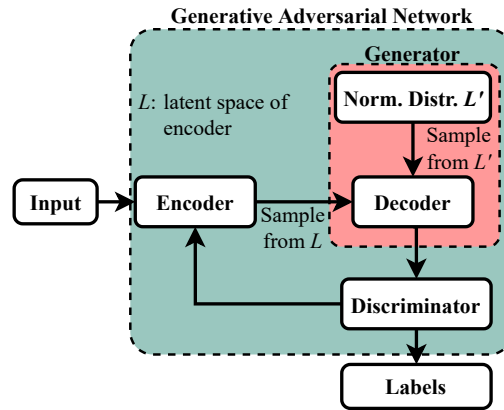 Generative Adversarial Network
Generator
Norm. Distr. L'
L: latent space of
encoder
Sample
from L'
Input
Encoder
Sample
from L
Decoder
Discriminator
Labels